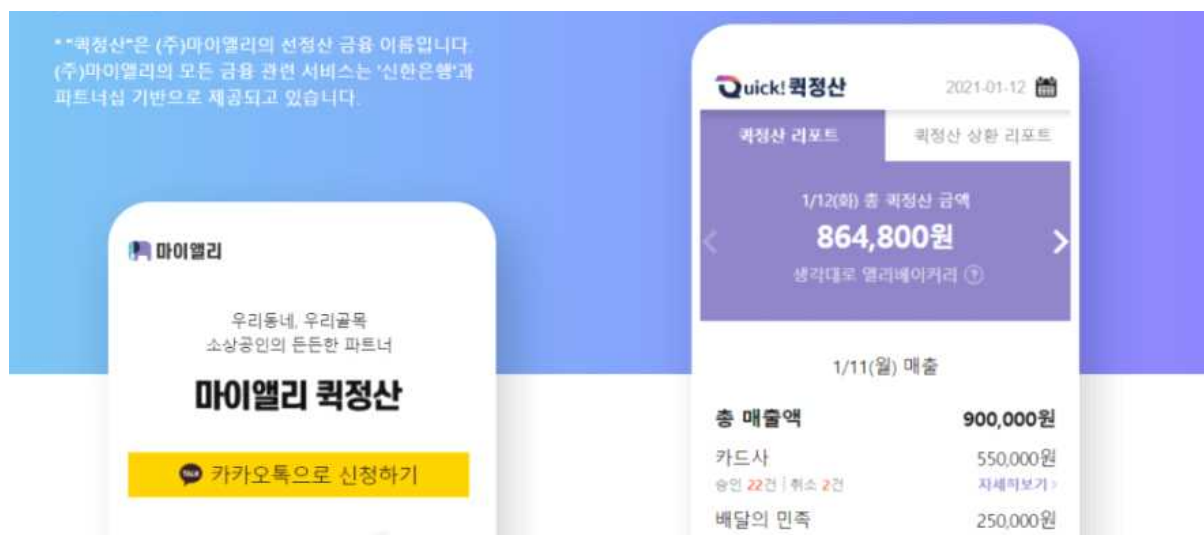 * "퀵정산"은 (주)마이앨리의 선정산 금융 이름입니다.
(주)마이앨리의 모든 금융 관련 서비스는 '신한은행'과
파트너십 기반으로 제공되고 있습니다.
마이앨리
우리동네, 우리골목
소상공인의 든든한 파트너
마이앨리 퀵정산
TALK 카카오톡으로 신청하기
Quick! 퀵정산 2021-01-12
퀵정산 리포트 퀵정산 상환 리포트
1/12(화) 총 퀵정산 금액
864,800원
생각대로 앨리베이커리 ?
1/11(월) 매출
총 매출액 900,000원
카드사 550,000원
승인 22건 | 취소 2건 자세히보기 >
배달의 민족 250,000원